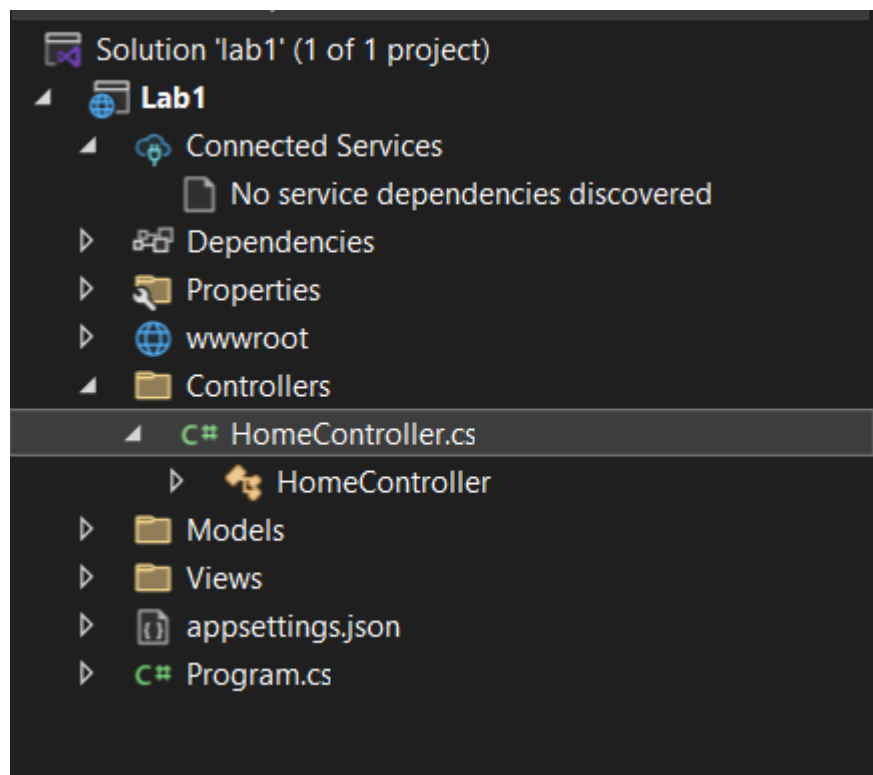 Solution 'lab1' (1 of 1 project)
Lab1
Connected Services
No service dependencies discovered
Dependencies
Properties
wwwroot
Controllers
C# HomeController.cs
HomeController
Models
Views
appsettings.json
C# Program.cs